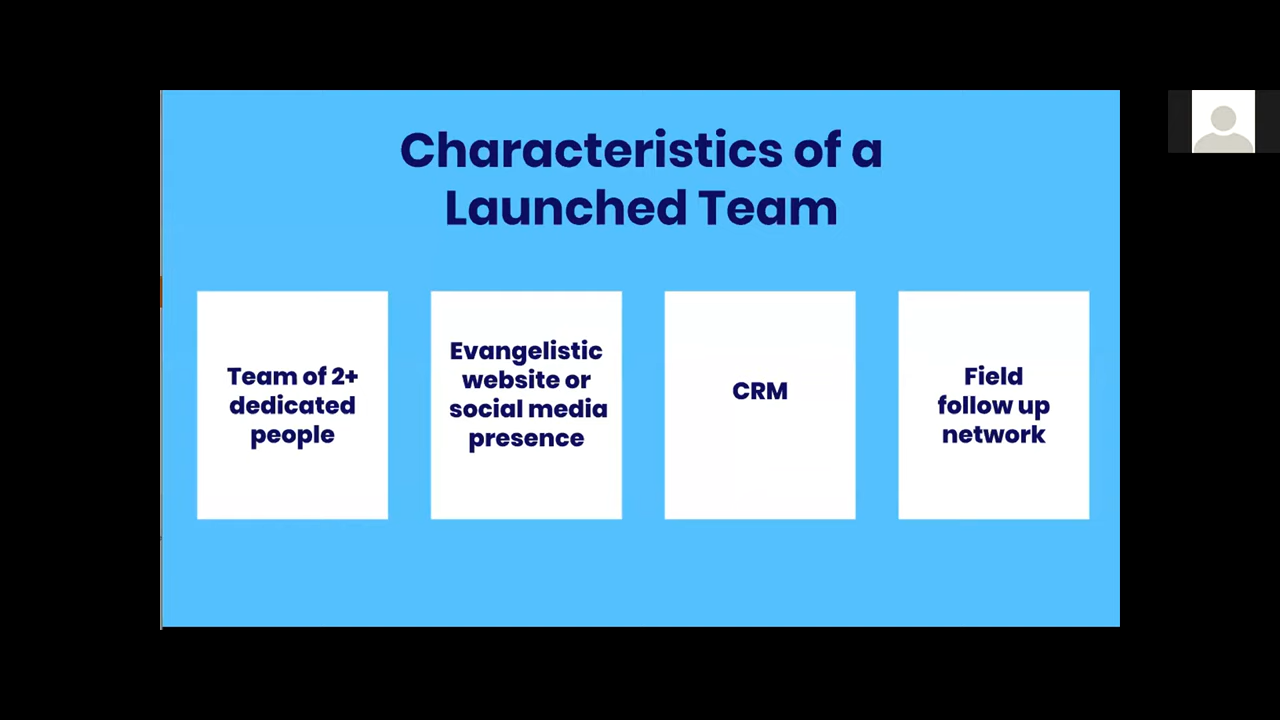 Characteristics of a
Launched Team
Team of 2+
dedicated
people
Evangelistic
website or
social media
presence
CRM
Field
follow up
network